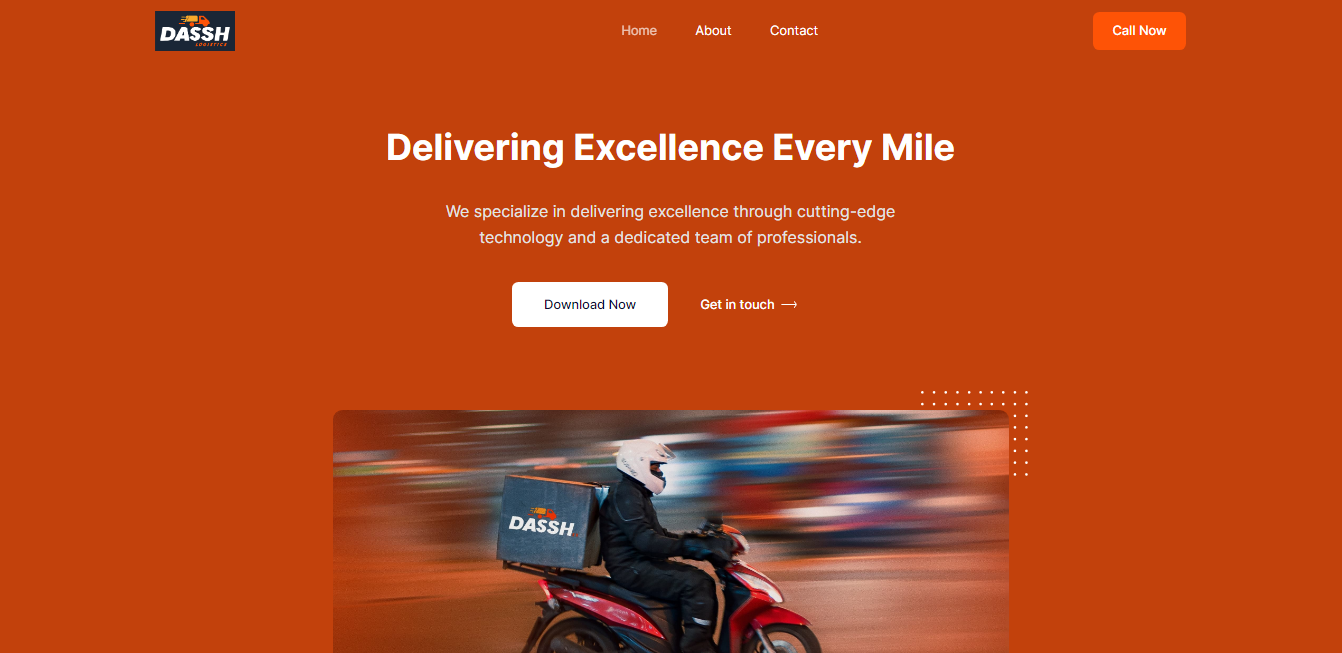 DASSH
LOGISTICS
Home
About
Contact
Call Now
Delivering Excellence Every Mile
We specialize in delivering excellence through cutting-edge
technology and a dedicated team of professionals.
Download Now
Get in touch
DASSH